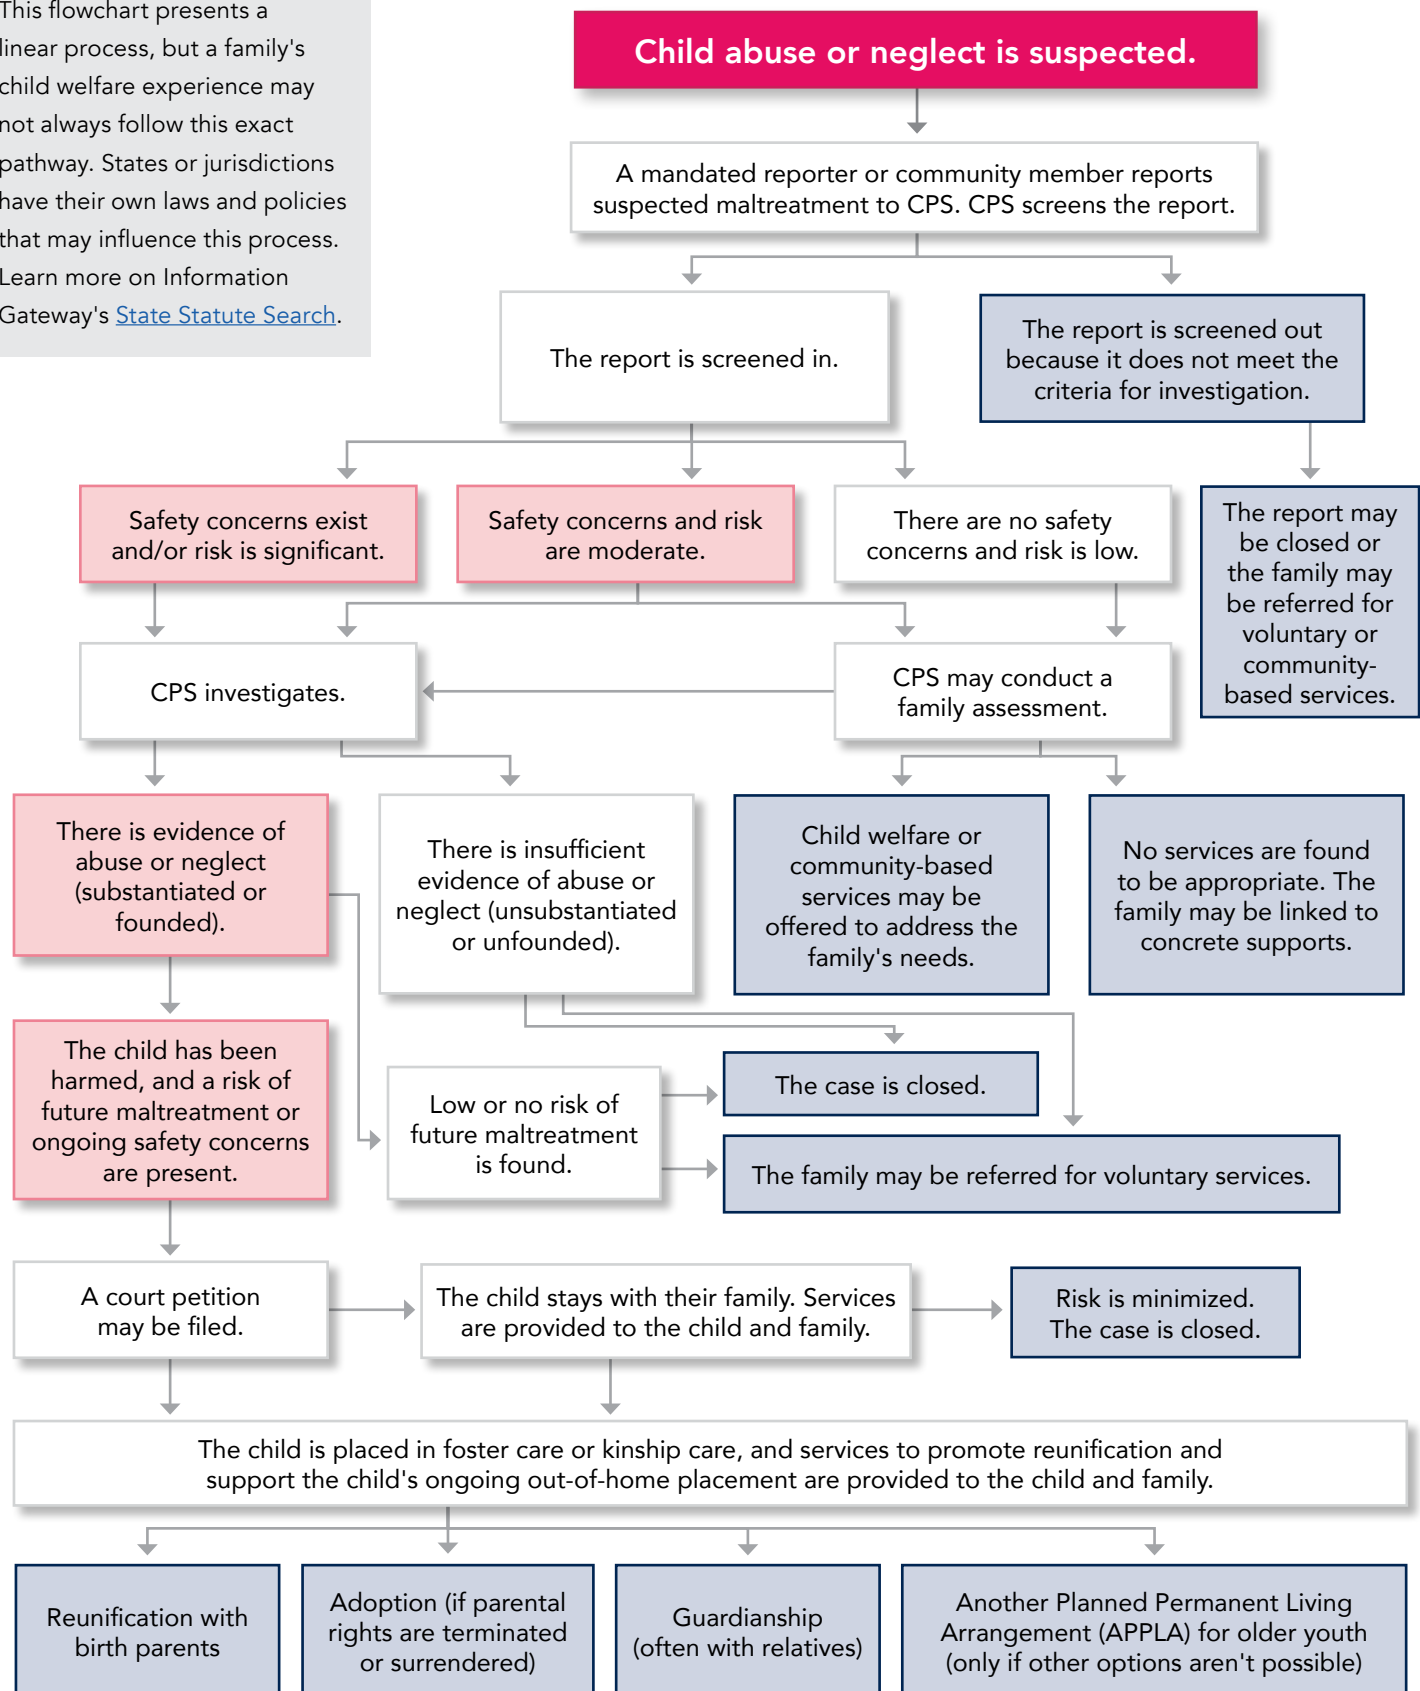 This flowchart presents a
linear process, but a family's
child welfare experience may
not always follow this exact
pathway. States or jurisdictions
have their own laws and policies
that may influence this process.
Learn more on Information
Gateway's State Statute Search.
Child abuse or neglect is suspected.
A mandated reporter or community member reports
suspected maltreatment to CPS. CPS screens the report.
The report is screened in.
The report is screened out
because it does not meet the
criteria for investigation.
Safety concerns exist
and/or risk is significant.
Safety concerns and risk
are moderate.
There are no safety
concerns and risk is low.
The report may
be closed or
the family may
be referred for
voluntary or
community-
based services.
CPS investigates.
CPS may conduct a
family assessment.
There is evidence of
abuse or neglect
(substantiated or
founded).
There is insufficient
evidence of abuse or
neglect (unsubstantiated
or unfounded).
Child welfare or
community-based
services may be
offered to address the
family's needs.
No services are found
to be appropriate. The
family may be linked to
concrete supports.
The child has been
harmed, and a risk of
future maltreatment or
ongoing safety concerns
are present.
Low or no risk of
future maltreatment
is found.
The case is closed.
The family may be referred for voluntary services.
A court petition
may be filed.
The child stays with their family. Services
are provided to the child and family.
Risk is minimized.
The case is closed.
The child is placed in foster care or kinship care, and services to promote reunification and
support the child's ongoing out-of-home placement are provided to the child and family.
Reunification with
birth parents
Adoption (if parental
rights are terminated
or surrendered)
Guardianship
(often with relatives)
Another Planned Permanent Living
Arrangement (APPLA) for older youth
(only if other options aren't possible)